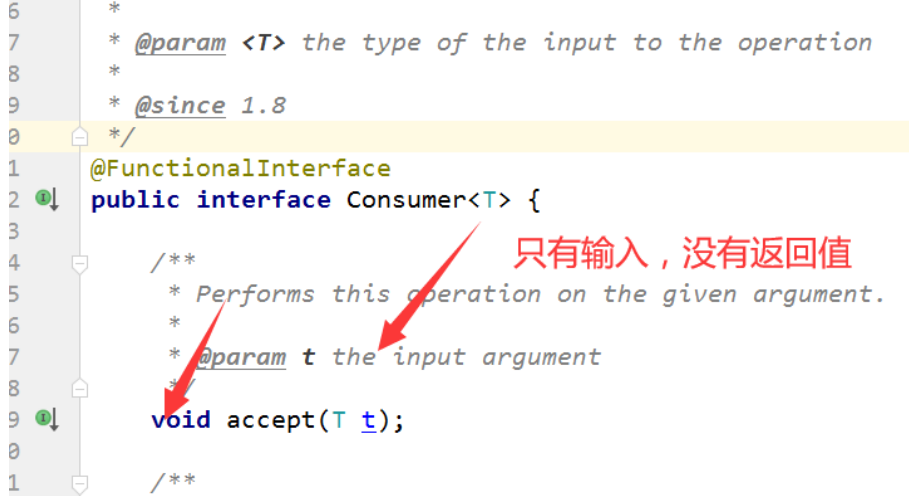 6 *
7 * @param <T> the type of the input to the operation
8 *
9 * @since 1.8
0 */
1 @FunctionalInterface
2 public interface Consumer<T> {
3
只有输入，没有返回值
4 /**
5 * Performs this operation on the given argument.
6 *
7 * @param t the input argument
8 */
9 void accept(T t);
0
1 /**